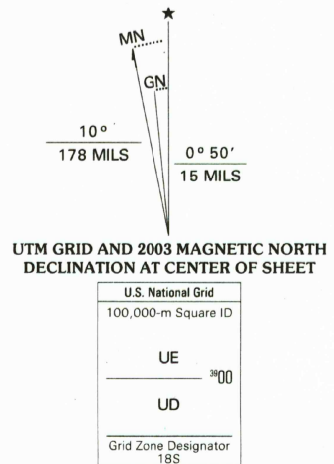 ★
MN
GN
10°
178 MILS
0° 50′
15 MILS
UTM GRID AND 2003 MAGNETIC NORTH
DECLINATION AT CENTER OF SHEET
U.S. National Grid
100,000-m Square ID
UE
³⁹00
UD
Grid Zone Designator
18S